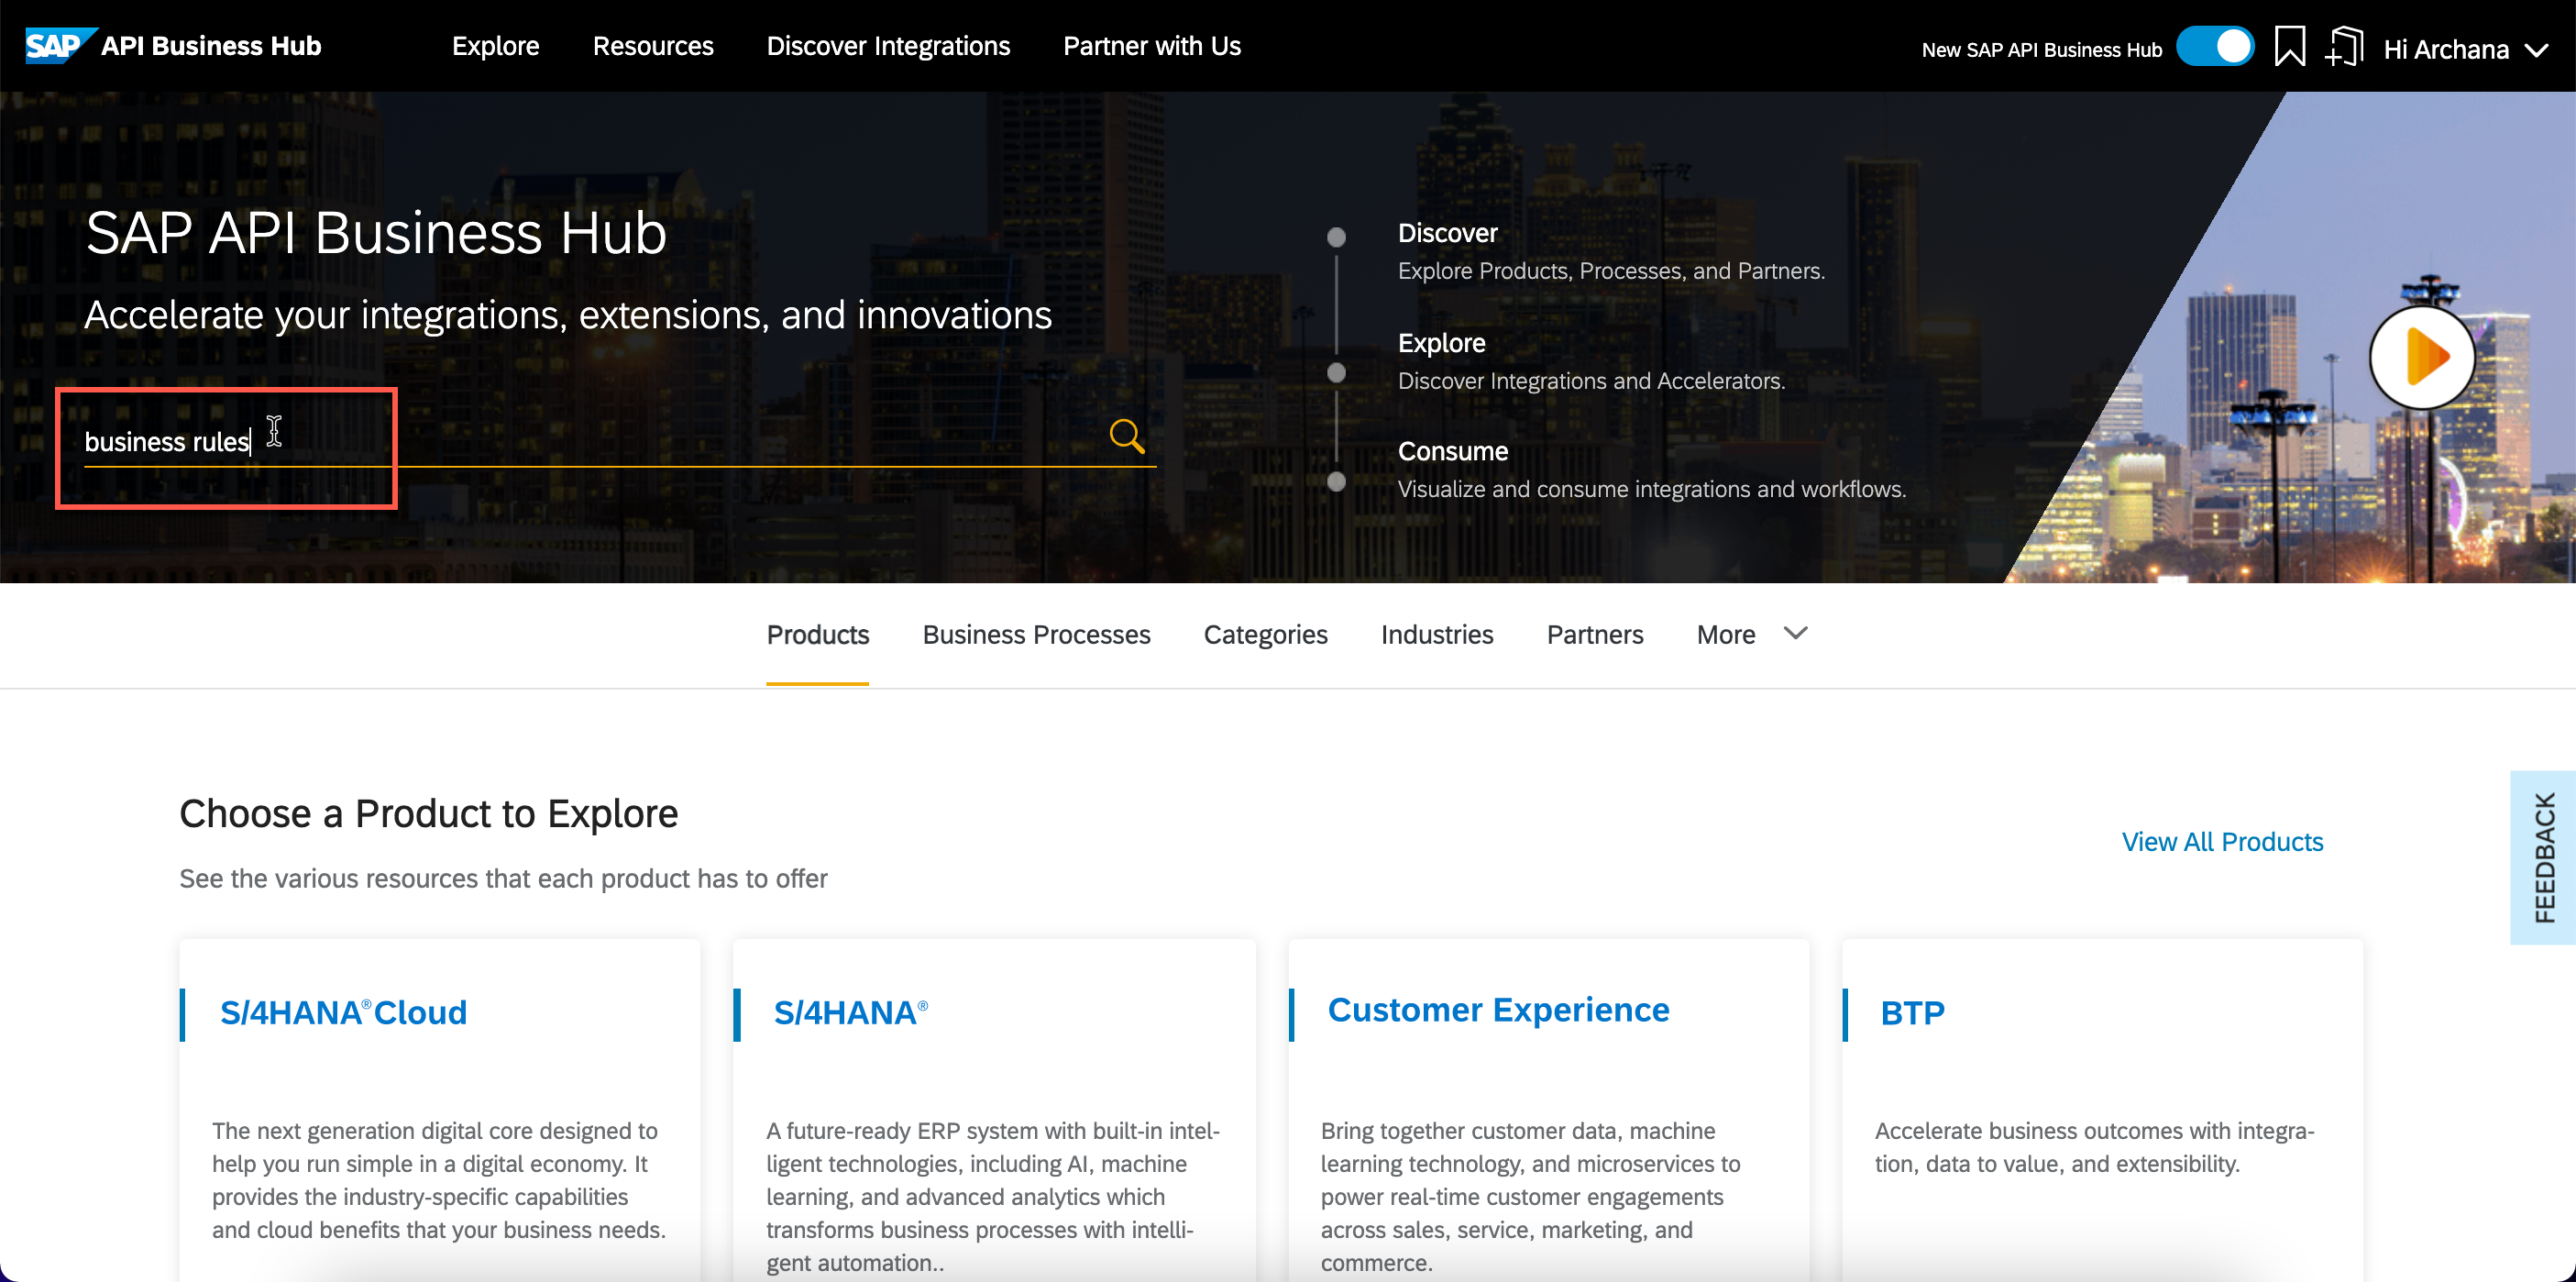 SAP API Business Hub
Explore
Resources
Discover Integrations
Partner with Us
New SAP API Business Hub
Hi Archana
SAP API Business Hub
Accelerate your integrations, extensions, and innovations
business rules
Discover
Explore Products, Processes, and Partners.
Explore
Discover Integrations and Accelerators.
Consume
Visualize and consume integrations and workflows.
Products
Business Processes
Categories
Industries
Partners
More
Choose a Product to Explore
See the various resources that each product has to offer
View All Products
FEEDBACK
S/4HANA®Cloud
The next generation digital core designed to
help you run simple in a digital economy. It
provides the industry-specific capabilities
and cloud benefits that your business needs.
S/4HANA®
A future-ready ERP system with built-in intel-
ligent technologies, including AI, machine
learning, and advanced analytics which
transforms business processes with intelli-
gent automation..
Customer Experience
Bring together customer data, machine
learning technology, and microservices to
power real-time customer engagements
across sales, service, marketing, and
commerce.
BTP
Accelerate business outcomes with integra-
tion, data to value, and extensibility.